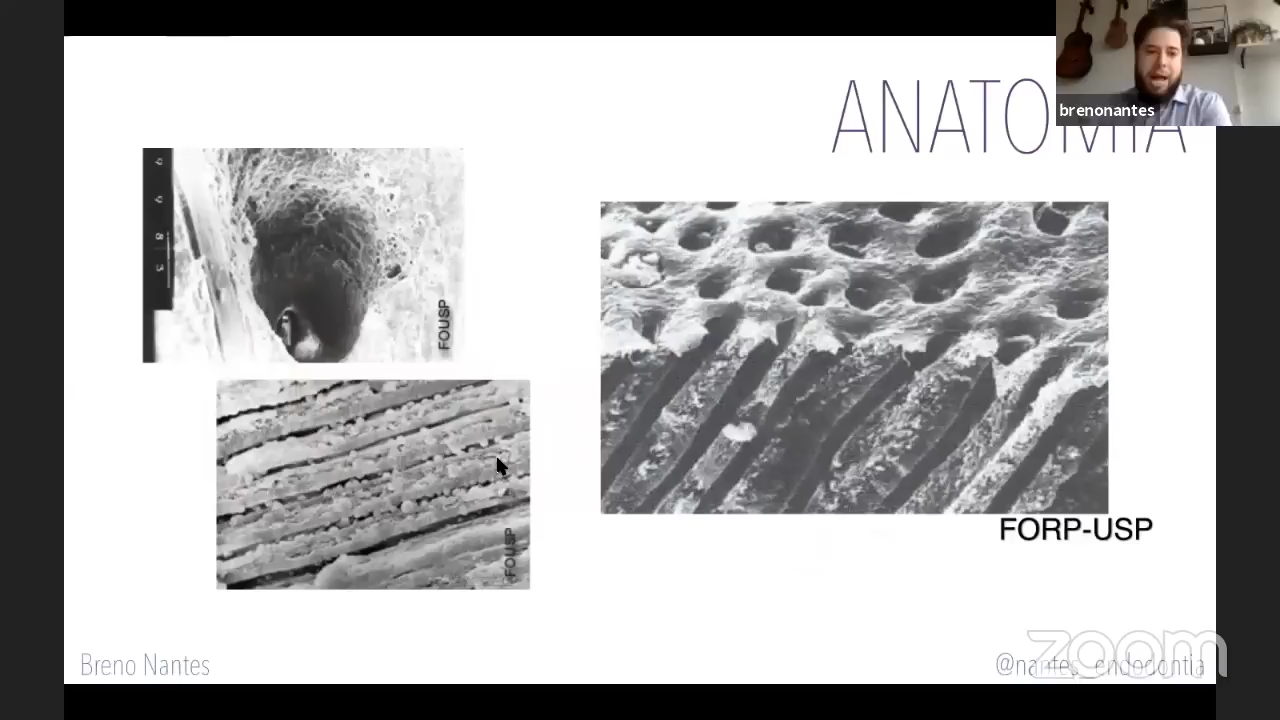 ANATOMIA
brenonantes
FOUSP
FOUSP
FORP-USP
Breno Nantes
@nantes_endodontia
zoom